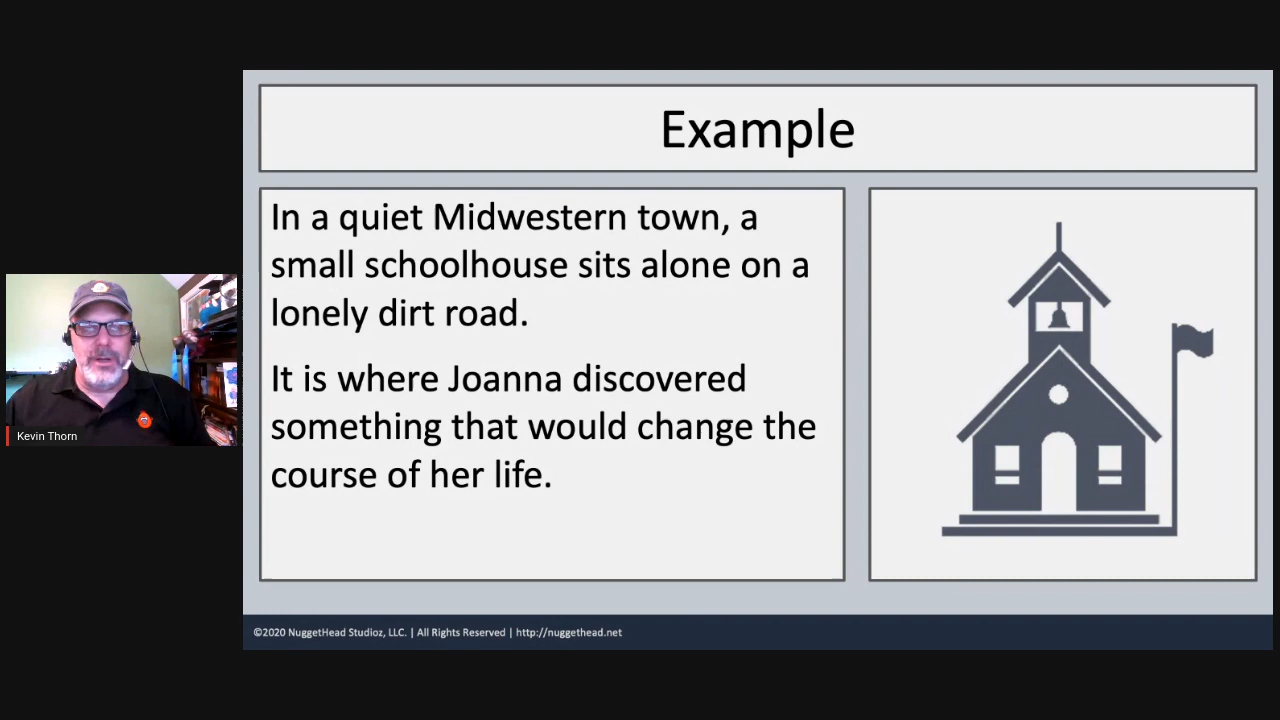 Example
In a quiet Midwestern town, a
small schoolhouse sits alone on a
lonely dirt road.
It is where Joanna discovered
something that would change the
course of her life.
Kevin Thorn
©2020 NuggetHead Studioz, LLC. | All Rights Reserved | http://nuggethead.net